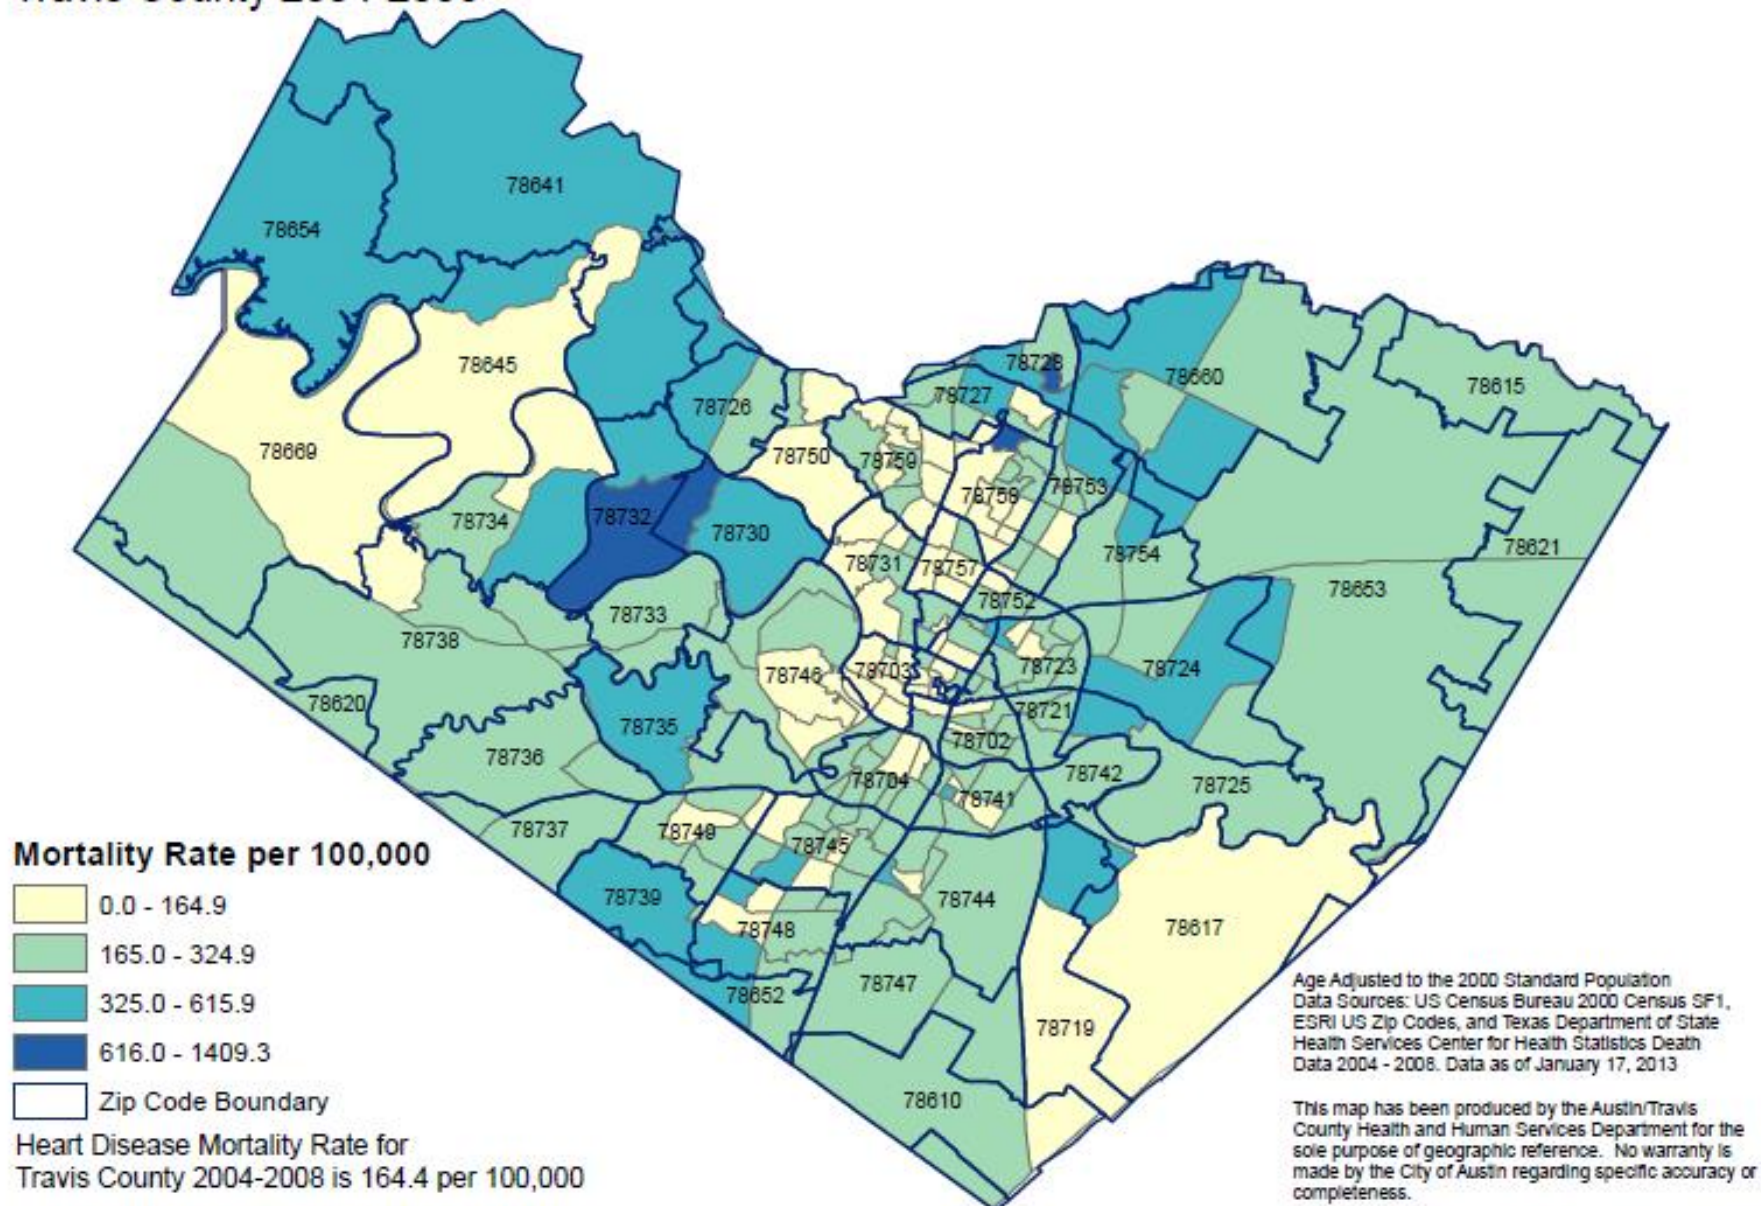 78641
78654
78645
78728
78660
78615
78727
78726
78669
78750
78759
78758
78753
78734
78732
78730
78754
78621
78731
78757
78653
78752
78733
78738
78746
78703
78723
78724
78620
78721
78735
78702
78736
78704
78742
78725
78741
78737
78749
78745
Mortality Rate per 100,000
0.0 - 164.9
165.0 - 324.9
325.0 - 615.9
616.0 - 1409.3
Zip Code Boundary
Heart Disease Mortality Rate for
Travis County 2004-2008 is 164.4 per 100,000
78739
78744
78748
78617
78747
78652
78719
78610
Age Adjusted to the 2000 Standard Population
Data Sources: US Census Bureau 2000 Census SF1,
ESRI US Zip Codes, and Texas Department of State
Health Services Center for Health Statistics Death
Data 2004 - 2008. Data as of January 17, 2013
This map has been produced by the Austin/Travis
County Health and Human Services Department for the
sole purpose of geographic reference. No warranty is
made by the City of Austin regarding specific accuracy or
completeness.